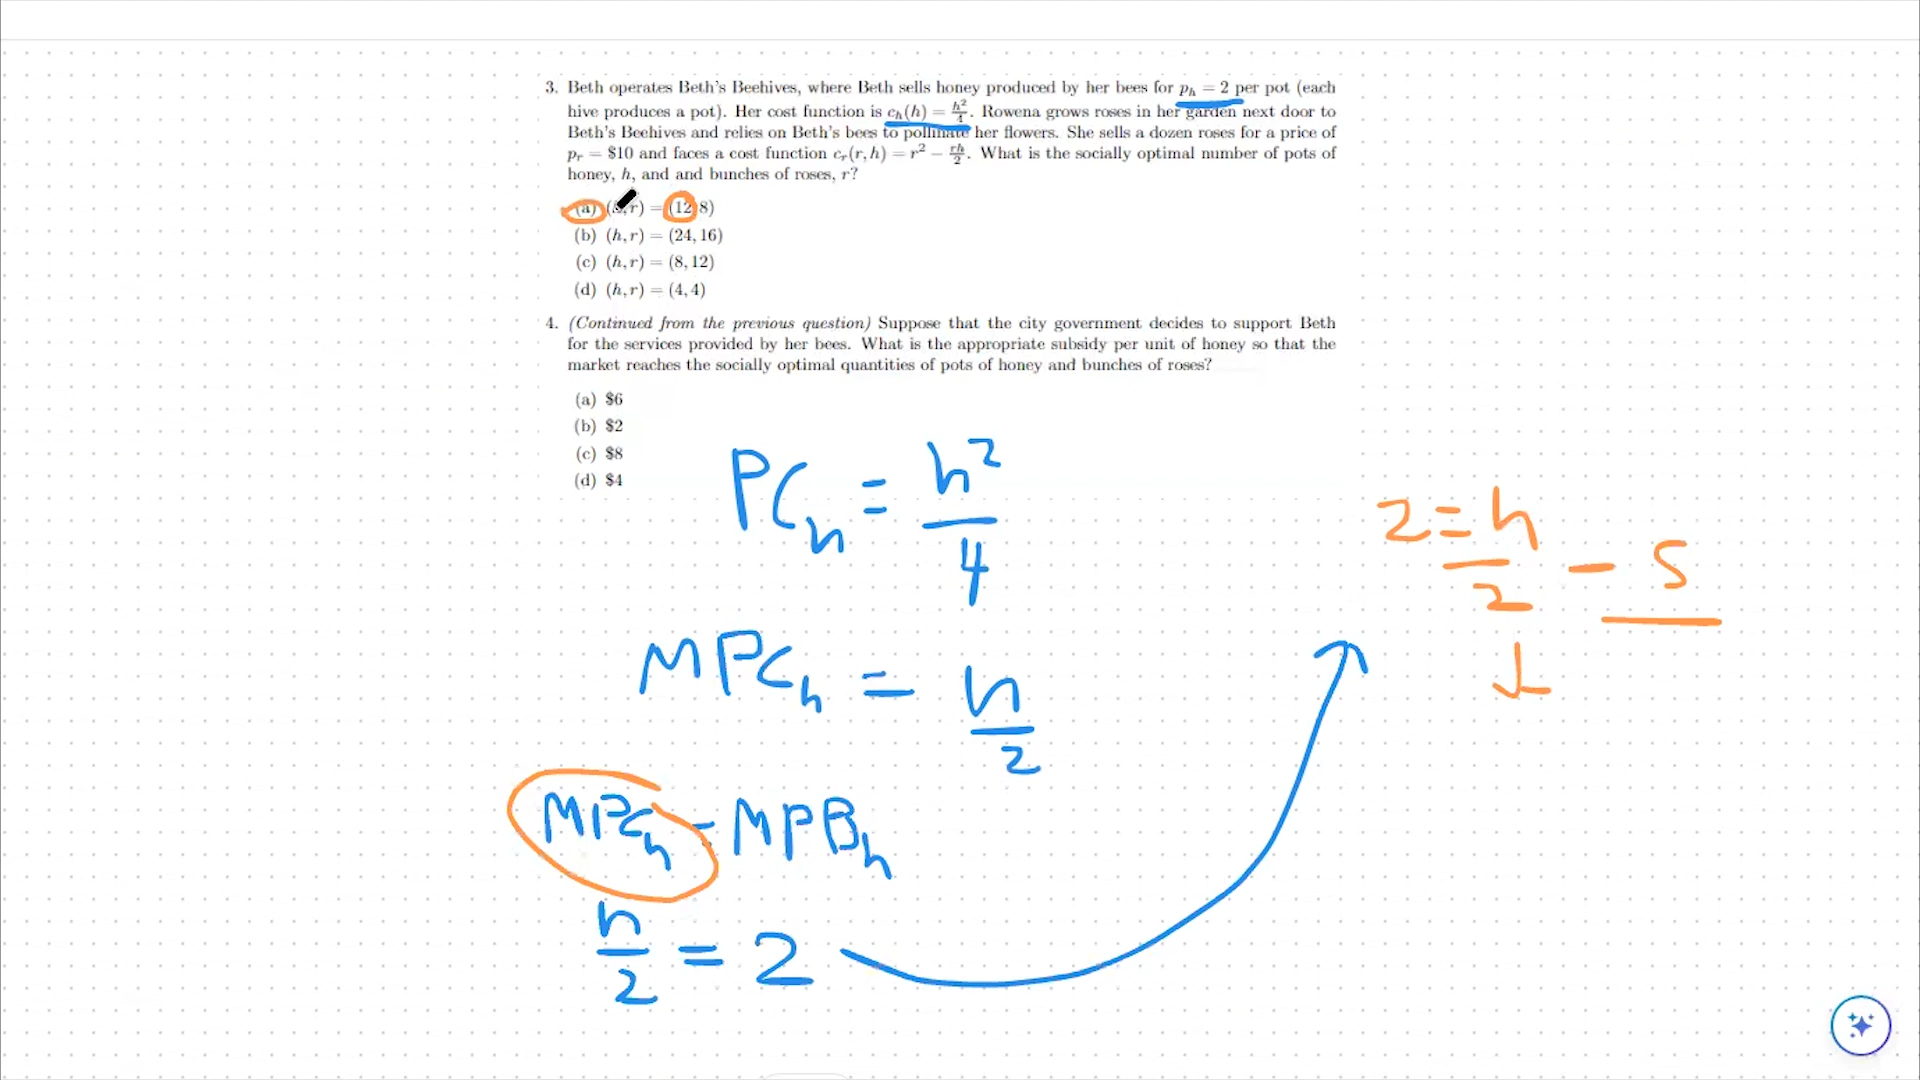 3. Beth operates Beth's Beehives, where Beth sells honey produced by her bees for p_h = 2 per pot (each
hive produces a pot). Her cost function is c_h(h) = h²/4. Rowena grows roses in her garden next door to
Beth's Beehives and relies on Beth's bees to pollinate her flowers. She sells a dozen roses for a price of
p_r = $10 and faces a cost function c_r(r, h) = r² − rh/2. What is the socially optimal number of pots of
honey, h, and and bunches of roses, r?
(a) (h, r) = (12, 8)
(b) (h, r) = (24, 16)
(c) (h, r) = (8, 12)
(d) (h, r) = (4, 4)
4. (Continued from the previous question) Suppose that the city government decides to support Beth
for the services provided by her bees. What is the appropriate subsidy per unit of honey so that the
market reaches the socially optimal quantities of pots of honey and bunches of roses?
(a) $6
(b) $2
(c) $8
(d) $4
PC_h = h²/4
MPC_h = h/2
MPC_h = MPB_h
h/2 = 2
2 = h/2 − s